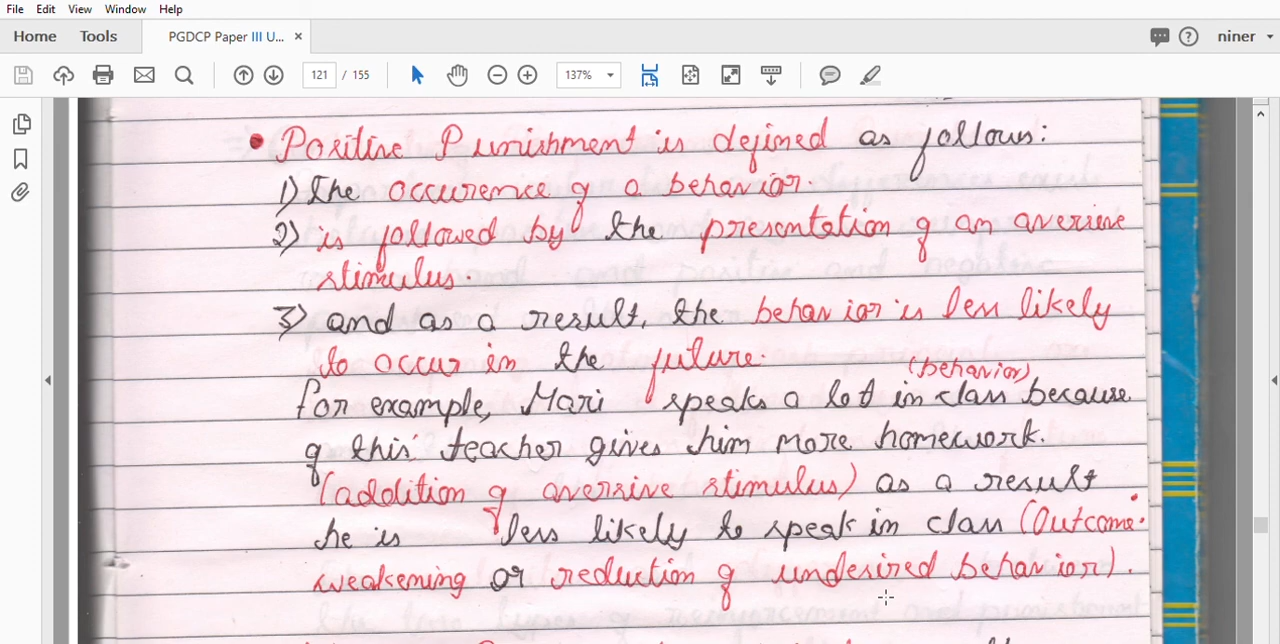 File Edit View Window Help
Home Tools PGDCP Paper III U... × niner
121 / 155 137%
• Positive Punishment is defined as follows:
1) The occurence of a behavior.
2) is followed by the presentation of an aversive
stimulus.
3) and as a result, the behavior is less likely
to occur in the future.
(behavior)
For example, Hari speaks a lot in class because
of this, teacher gives him more homework.
(addition of aversive stimulus) as a result
he is less likely to speak in class (Outcome:
weakening or reduction of undesired behavior).